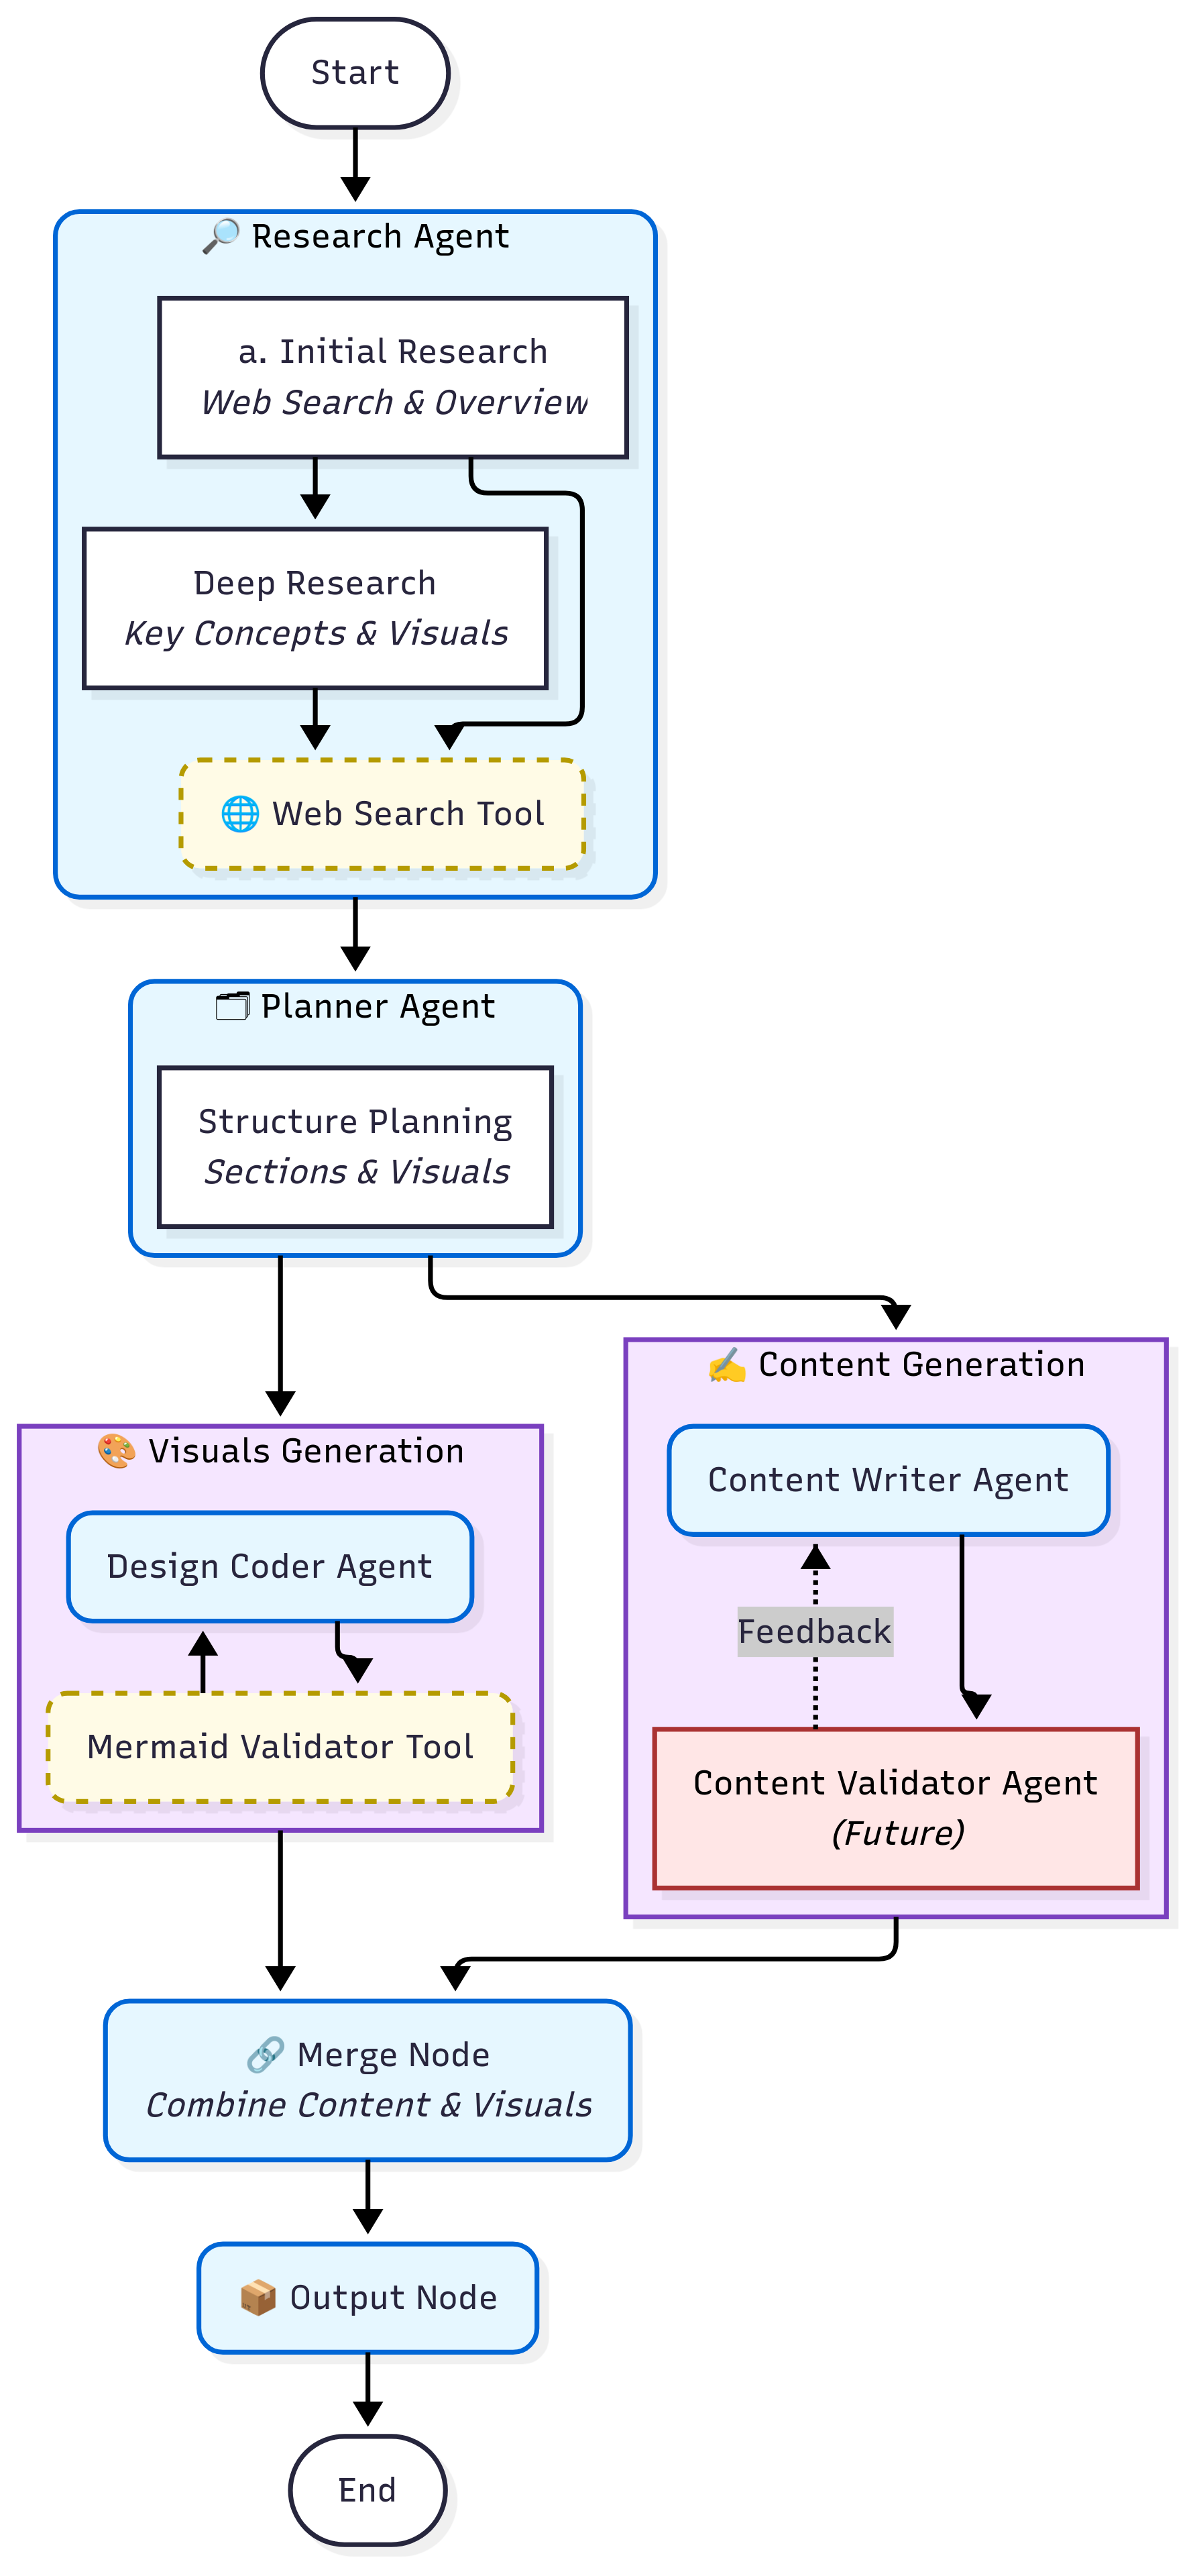 Start
🔎 Research Agent
a. Initial Research
Web Search & Overview
Deep Research
Key Concepts & Visuals
🌐 Web Search Tool
🗂️ Planner Agent
Structure Planning
Sections & Visuals
✍️ Content Generation
Content Writer Agent
Feedback
Content Validator Agent
(Future)
🎨 Visuals Generation
Design Coder Agent
Mermaid Validator Tool
🔗 Merge Node
Combine Content & Visuals
📦 Output Node
End